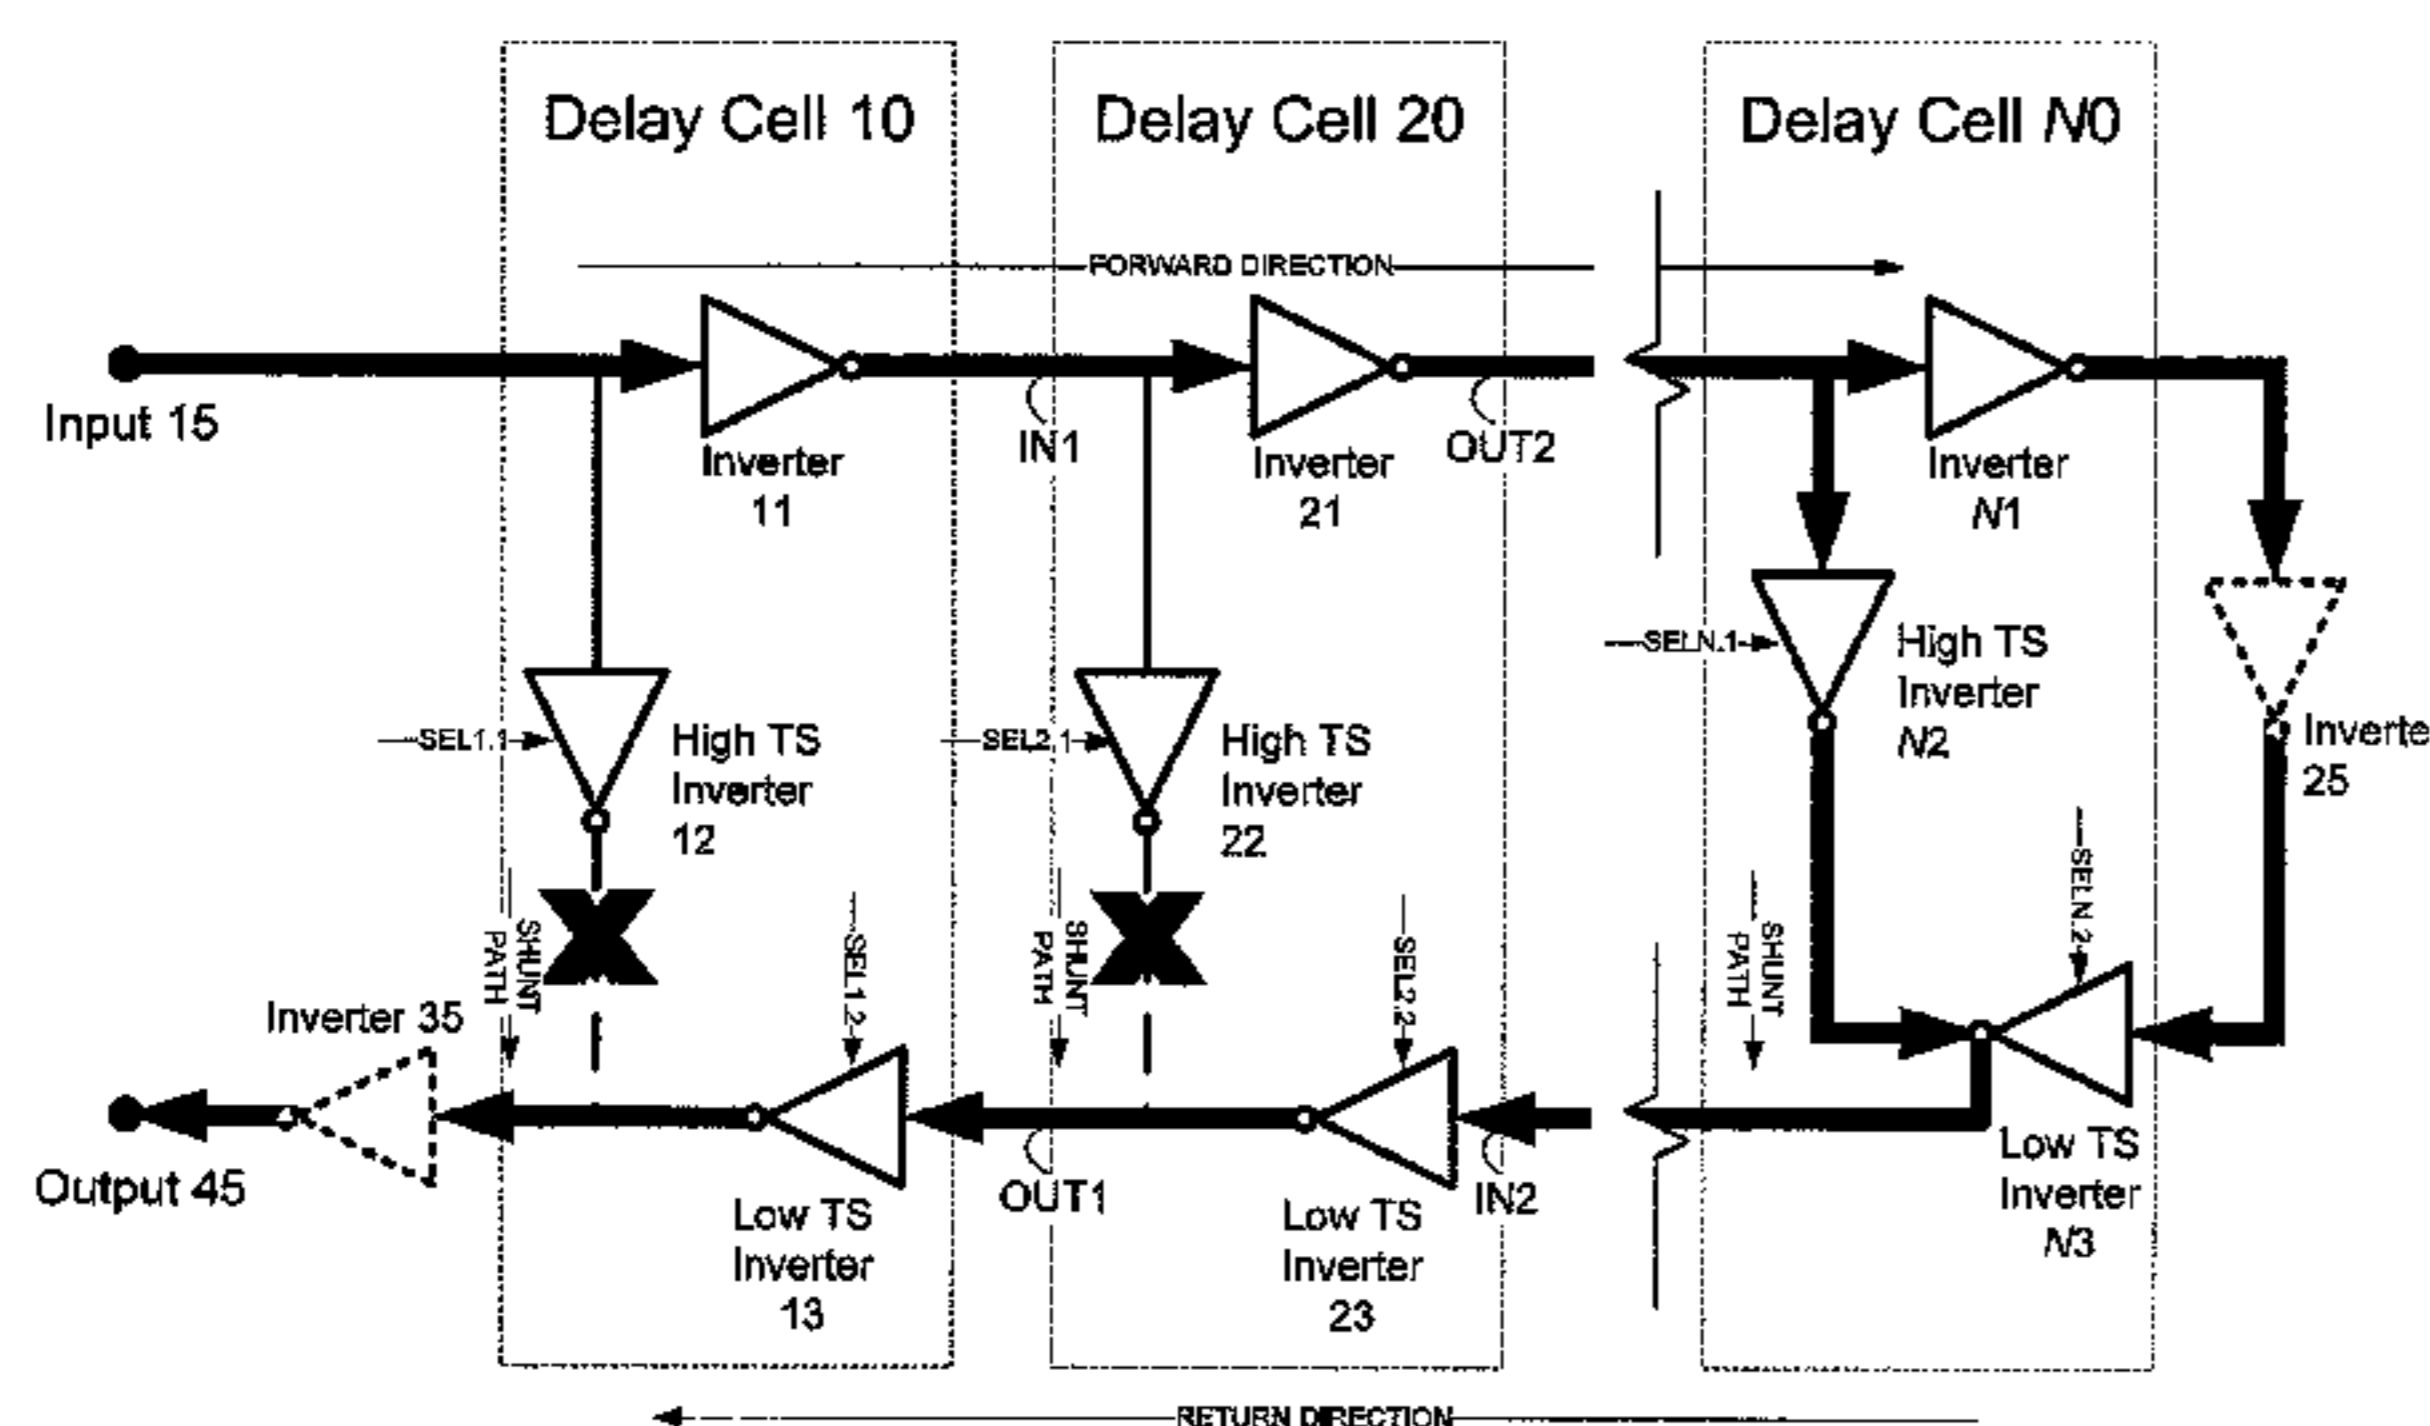 Delay Cell 10
Delay Cell 20
Delay Cell N0
FORWARD DIRECTION
Input 15
Inverter
11
IN1
Inverter
21
OUT2
Inverter
N1
SELN.1
High TS
Inverter
N2
Inverte
25
SEL1.1
High TS
Inverter
12
SEL2.1
High TS
Inverter
22
SHUNT
PATH
SEL1.2
SHUNT
PATH
SEL2.2
SHUNT
PATH
SELN.2
Inverter 35
Output 45
Low TS
Inverter
13
OUT1
Low TS
Inverter
23
IN2
Low TS
Inverter
N3
RETURN DIRECTION